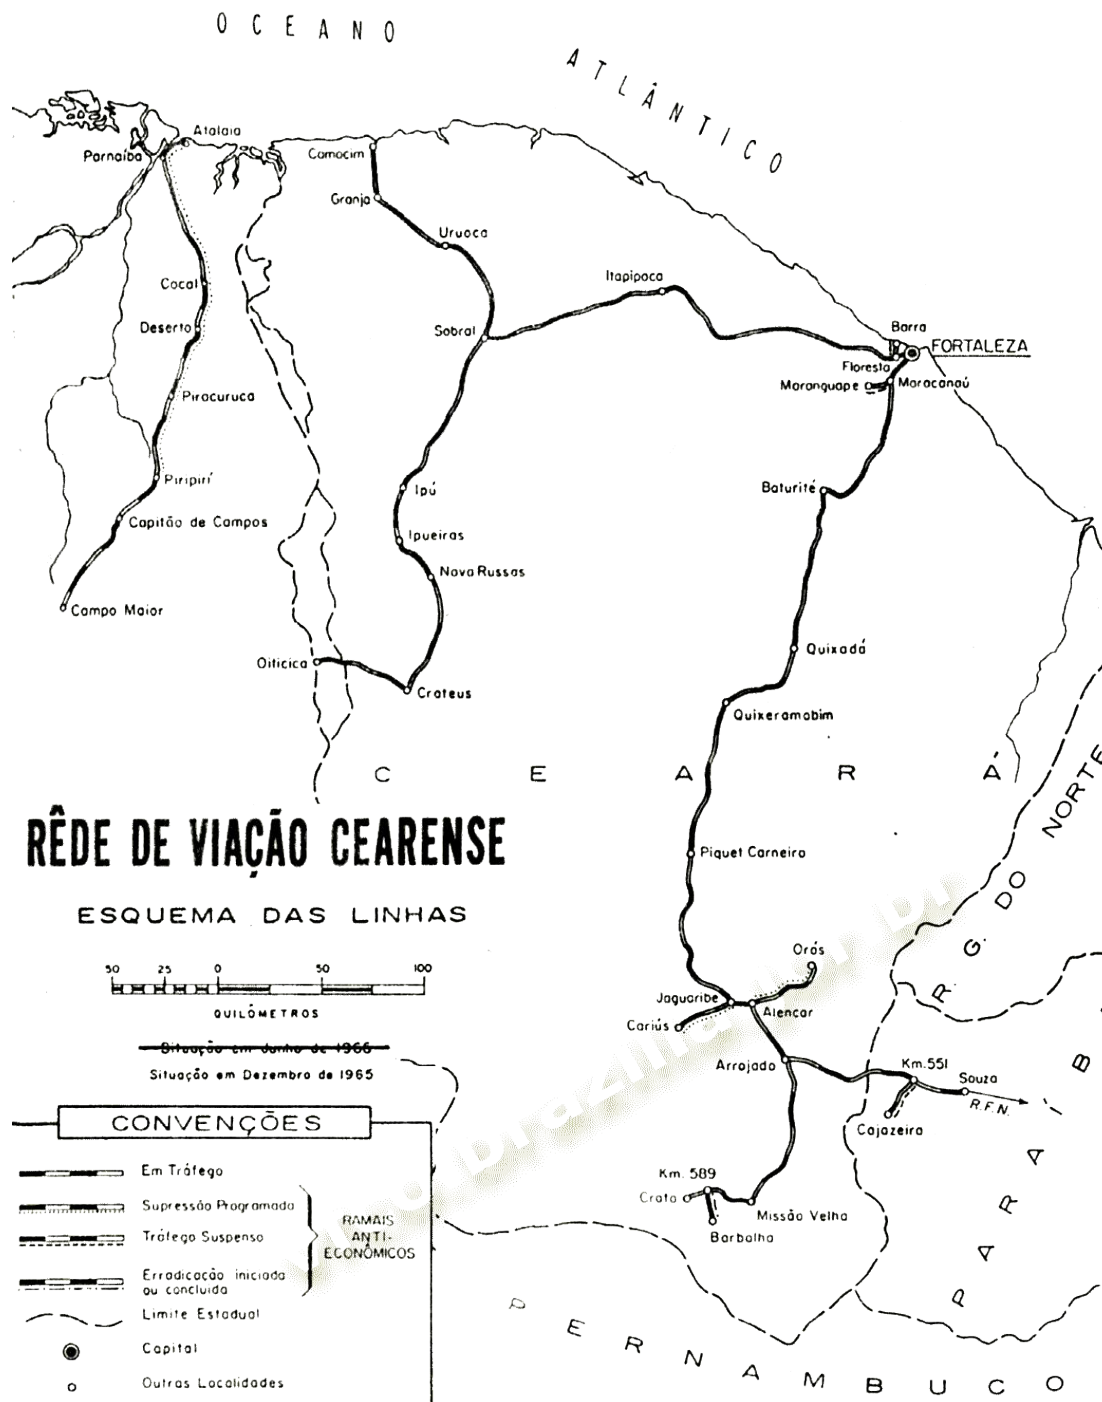 OCEANO
ATLÂNTICO
Atalaia
Parnaíba
Camocim
Granja
Uruoca
Itapipoca
Cocal
Deserto
Sobral
Barra
FORTALEZA
Floresta
Maranguape
Maracanaú
Piracuruca
Piripirí
Ipú
Baturité
Capitão de Campos
Ipueiras
Nova Russas
Campo Maior
Oiticica
Crateus
Quixadá
Quixeramobim
CEARÁ
R. G. DO NORTE
RÊDE DE VIAÇÃO CEARENSE
ESQUEMA DAS LINHAS
50 25 0 50 100
QUILÔMETROS
Situação em Junho de 1966
Situação em Dezembro de 1965
Piquet Carneiro
Orós
Jaguaribe
Alencar
Cariús
Arrojado
Km. 551
Souza
R.F.N.
Cajazeira
Km. 589
Crato
Missão Velha
Barbalha
PARAÍB
PERNAMBUCO
CONVENÇÕES
Em Tráfego
Supressão Programada
Tráfego Suspenso
Erradicação iniciada
ou concluida
RAMAIS
ANTI-
ECONÔMICOS
Limite Estadual
Capital
Outras Localidades